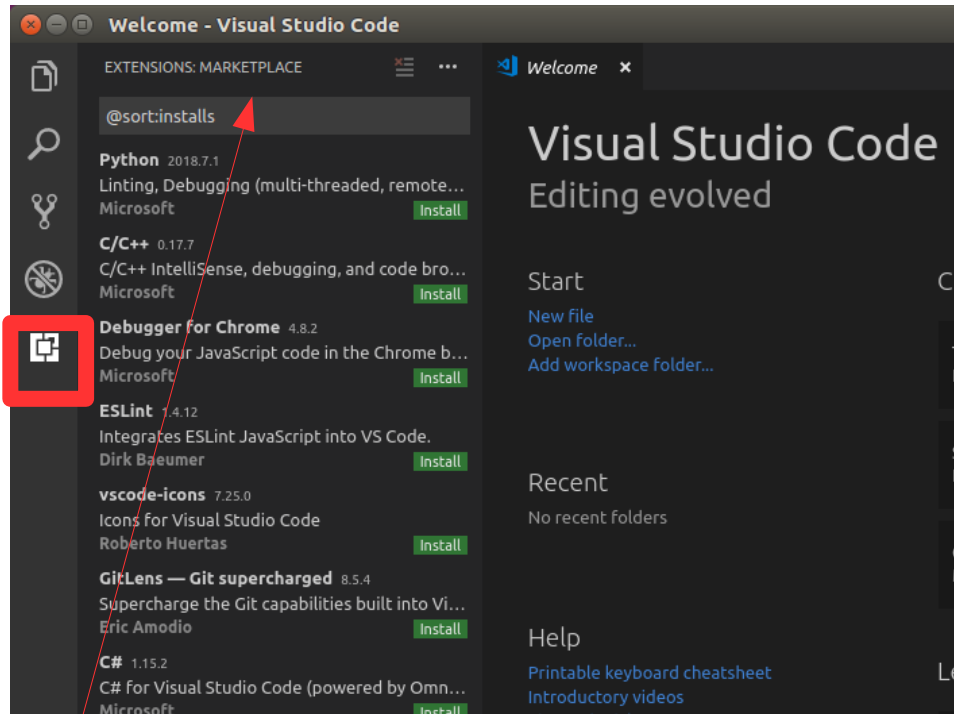 Welcome - Visual Studio Code
EXTENSIONS: MARKETPLACE
@sort:installs
Python 2018.7.1
Linting, Debugging (multi-threaded, remote...
Microsoft Install
C/C++ 0.17.7
C/C++ IntelliSense, debugging, and code bro...
Microsoft Install
Debugger for Chrome 4.8.2
Debug your JavaScript code in the Chrome b...
Microsoft Install
ESLint 1.4.12
Integrates ESLint JavaScript into VS Code.
Dirk Baeumer Install
vscode-icons 7.25.0
Icons for Visual Studio Code
Roberto Huertas Install
GitLens — Git supercharged 8.5.4
Supercharge the Git capabilities built into Vi...
Eric Amodio Install
C# 1.15.2
C# for Visual Studio Code (powered by Omn...
Microsoft Install
Welcome
Visual Studio Code
Editing evolved
Start
New file
Open folder...
Add workspace folder...
Recent
No recent folders
Help
Printable keyboard cheatsheet
Introductory videos